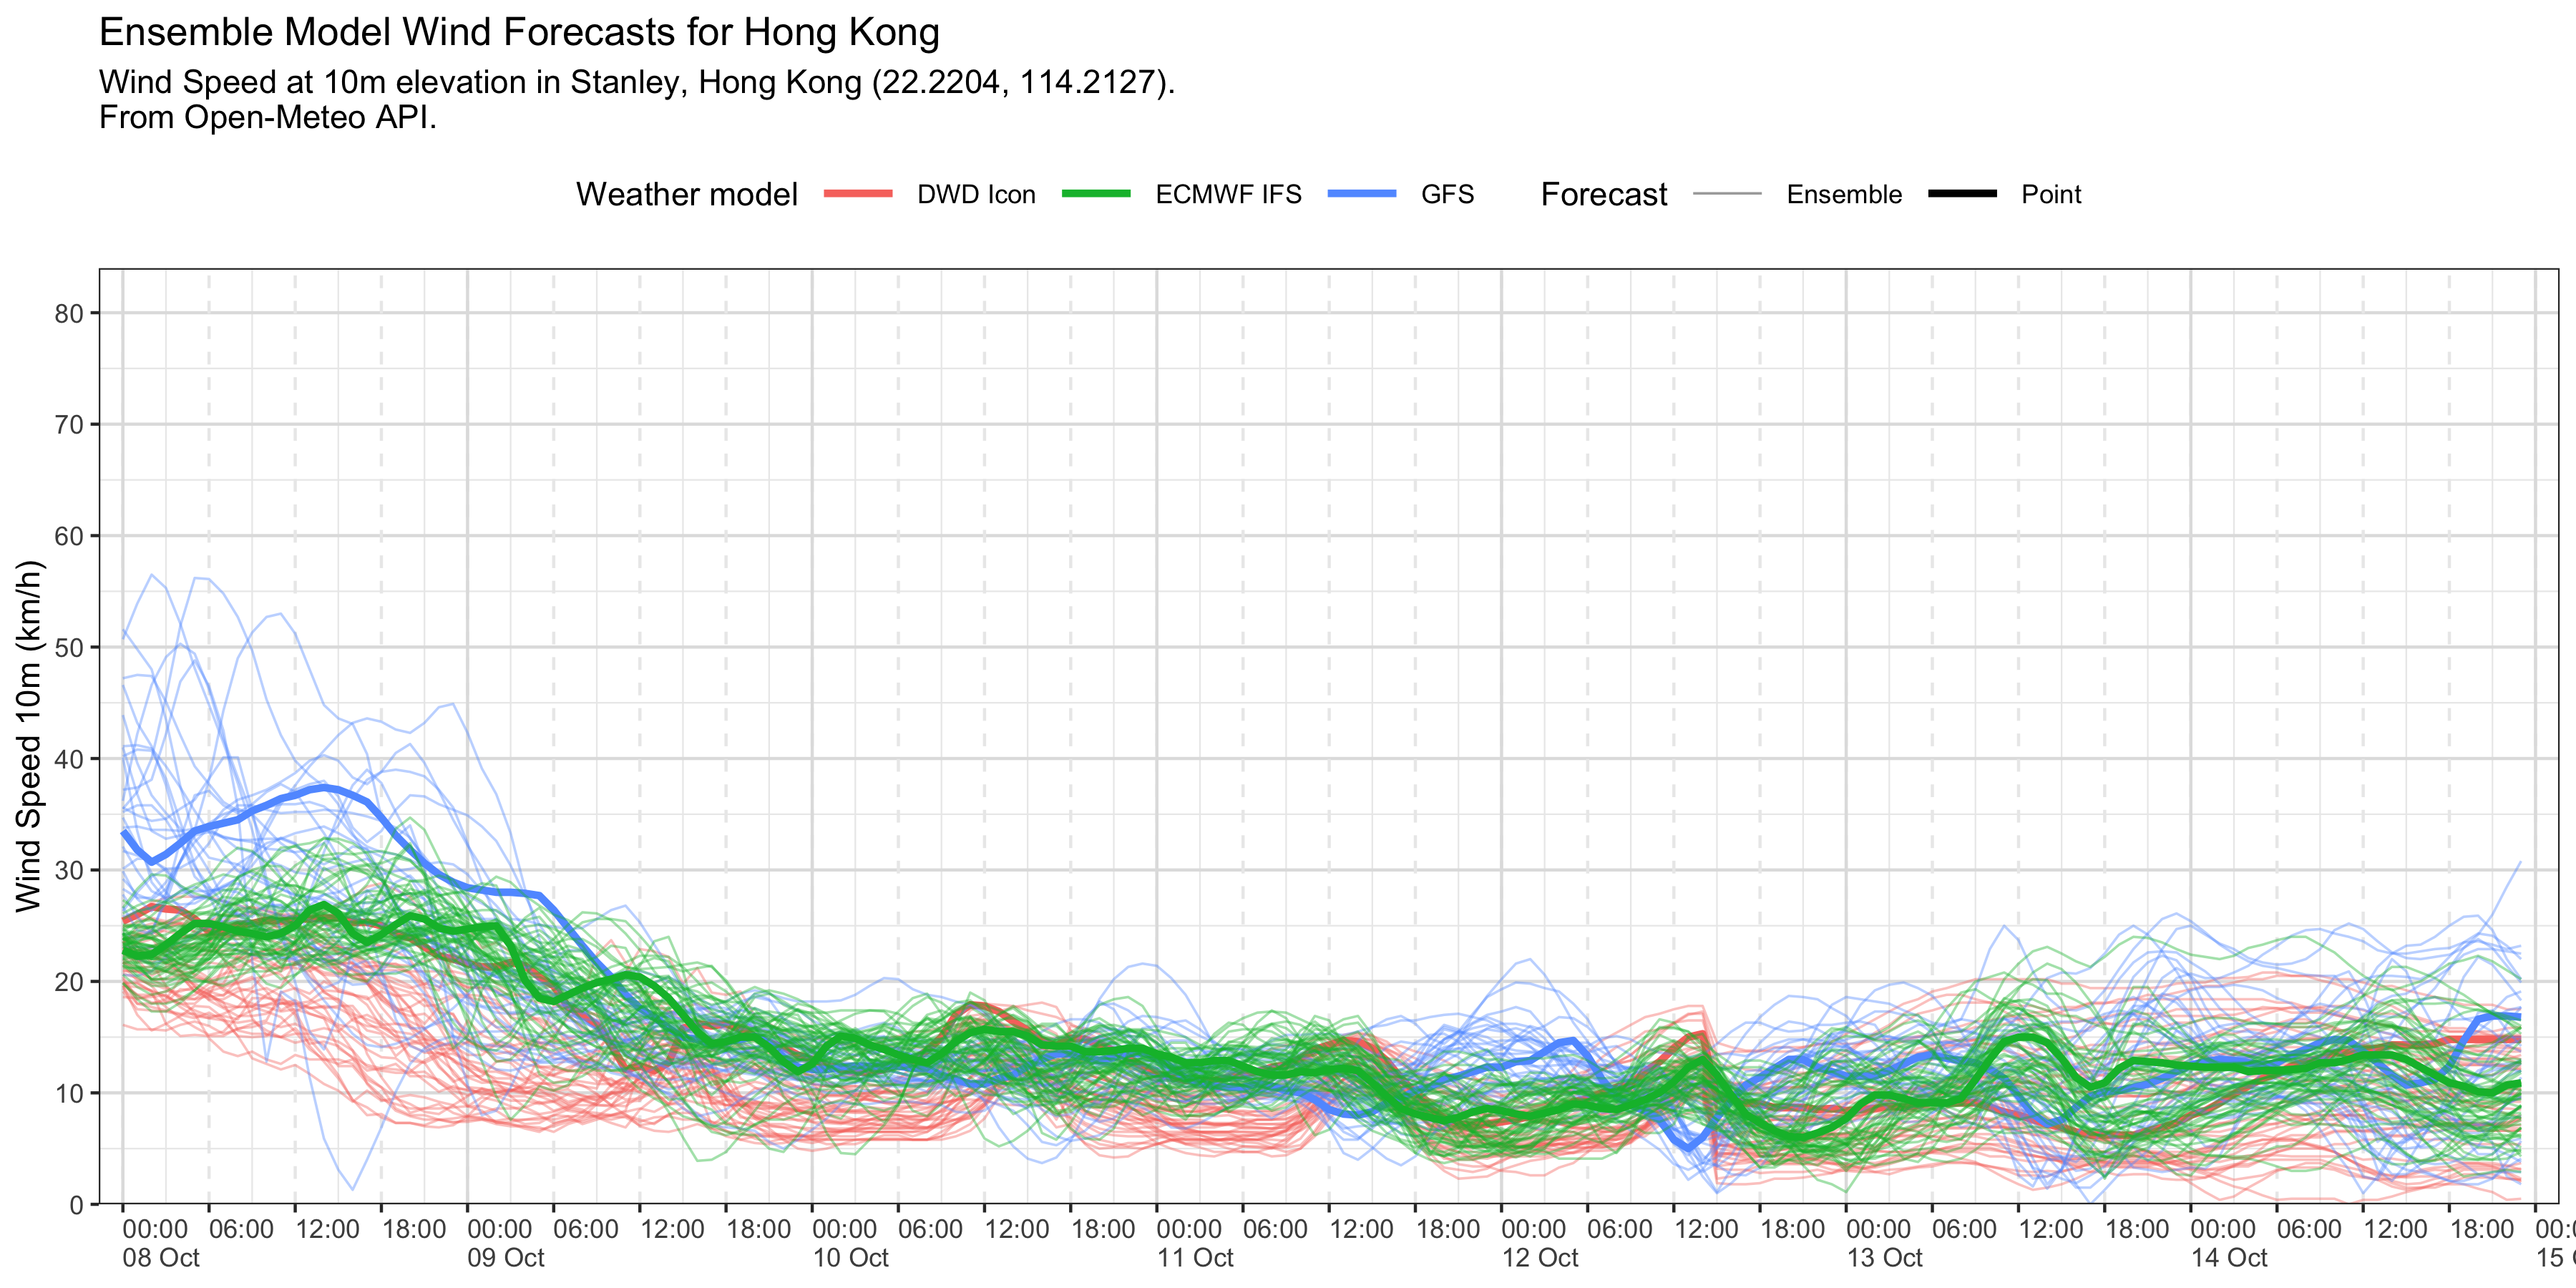 Ensemble Model Wind Forecasts for Hong Kong
Wind Speed at 10m elevation in Stanley, Hong Kong (22.2204, 114.2127).
From Open-Meteo API.
Weather model DWD Icon ECMWF IFS GFS Forecast Ensemble Point
Wind Speed 10m (km/h)
80
70
60
50
40
30
20
10
0
00:00 06:00 12:00 18:00 00:00 06:00 12:00 18:00 00:00 06:00 12:00 18:00 00:00 06:00 12:00 18:00 00:00 06:00 12:00 18:00 00:00 06:00 12:00 18:00 00:00 06:00 12:00 18:00
08 Oct 09 Oct 10 Oct 11 Oct 12 Oct 13 Oct 14 Oct 15